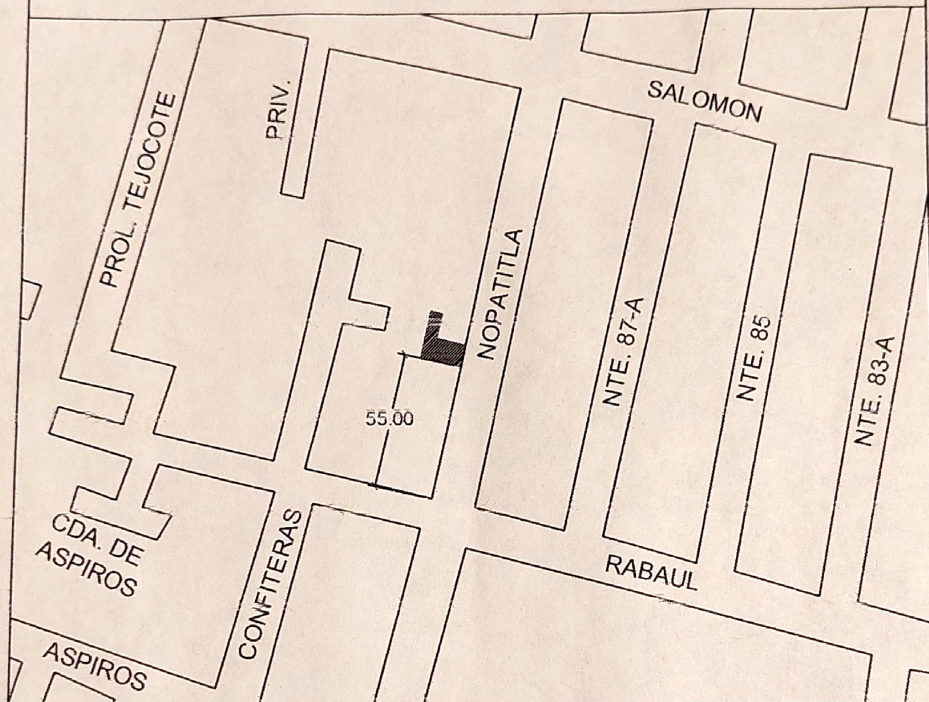 SALOMON
PRIV.
PROL. TEJOCOTE
NOPATITLA
NTE. 87-A
NTE. 85
NTE. 83-A
55.00
CDA. DE
ASPIROS
CONFITERAS
RABAUL
ASPIROS